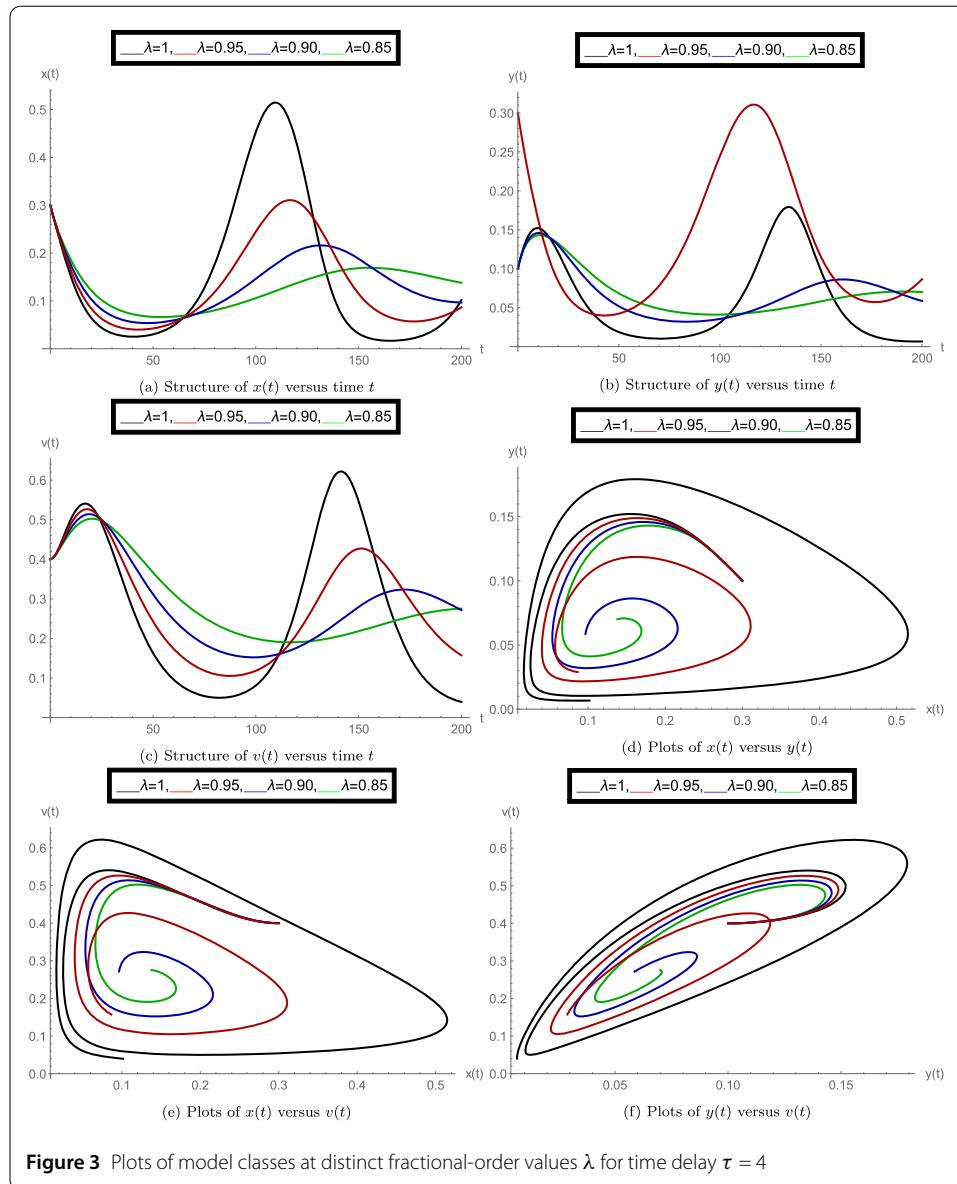 ___λ=1,___λ=0.95,___λ=0.90,___λ=0.85
x(t)
0.5
0.4
0.3
0.2
0.1
50 100 150 200 t
(a) Structure of x(t) versus time t
___λ=1,___λ=0.95,___λ=0.90,___λ=0.85
y(t)
0.30
0.25
0.20
0.15
0.10
0.05
0.00
50 100 150 200 t
(b) Structure of y(t) versus time t
___λ=1,___λ=0.95,___λ=0.90,___λ=0.85
v(t)
0.6
0.5
0.4
0.3
0.2
0.1
50 100 150 200 t
(c) Structure of v(t) versus time t
___λ=1,___λ=0.95,___λ=0.90,___λ=0.85
y(t)
0.15
0.10
0.05
0.00
0.1 0.2 0.3 0.4 0.5 x(t)
(d) Plots of x(t) versus y(t)
___λ=1,___λ=0.95,___λ=0.90,___λ=0.85
v(t)
0.6
0.5
0.4
0.3
0.2
0.1
0.0
0.1 0.2 0.3 0.4 0.5 x(t)
(e) Plots of x(t) versus v(t)
___λ=1,___λ=0.95,___λ=0.90,___λ=0.85
v(t)
0.6
0.5
0.4
0.3
0.2
0.1
0.0
0.05 0.10 0.15 y(t)
(f) Plots of y(t) versus v(t)
Figure 3 Plots of model classes at distinct fractional-order values λ for time delay τ = 4